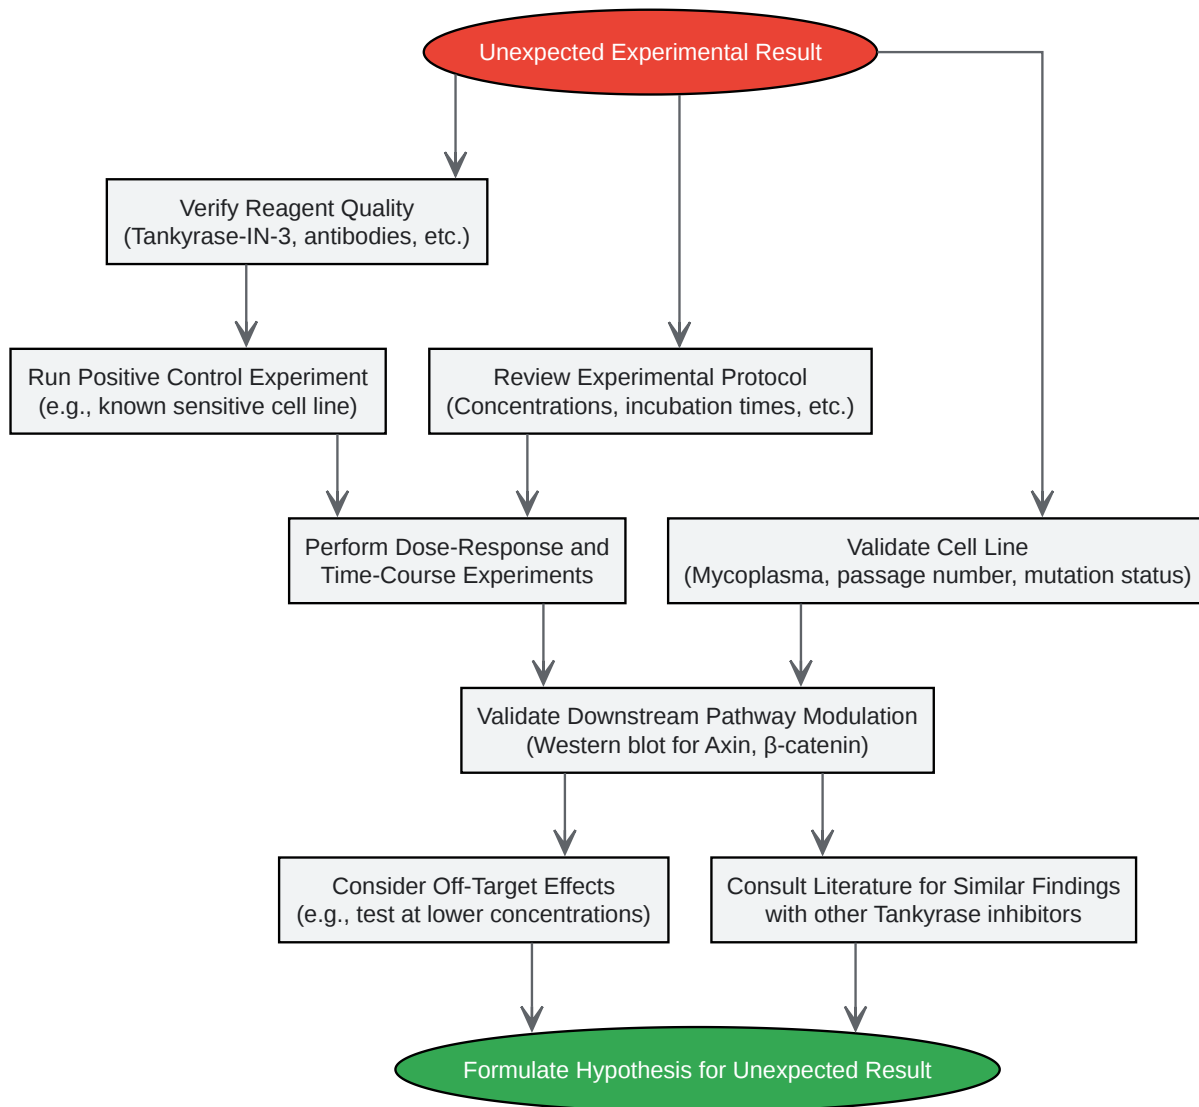 Unexpected Experimental Result
Verify Reagent Quality
(Tankyrase-IN-3, antibodies, etc.)
Run Positive Control Experiment
(e.g., known sensitive cell line)
Review Experimental Protocol
(Concentrations, incubation times, etc.)
Perform Dose-Response and
Time-Course Experiments
Validate Cell Line
(Mycoplasma, passage number, mutation status)
Validate Downstream Pathway Modulation
(Western blot for Axin, β-catenin)
Consider Off-Target Effects
(e.g., test at lower concentrations)
Consult Literature for Similar Findings
with other Tankyrase inhibitors
Formulate Hypothesis for Unexpected Result